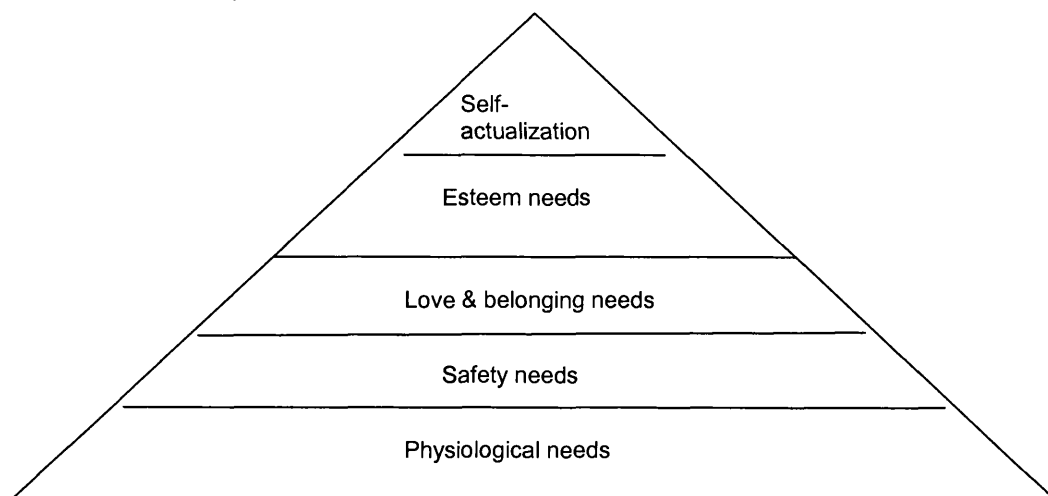 Self-
actualization
Esteem needs
Love & belonging needs
Safety needs
Physiological needs